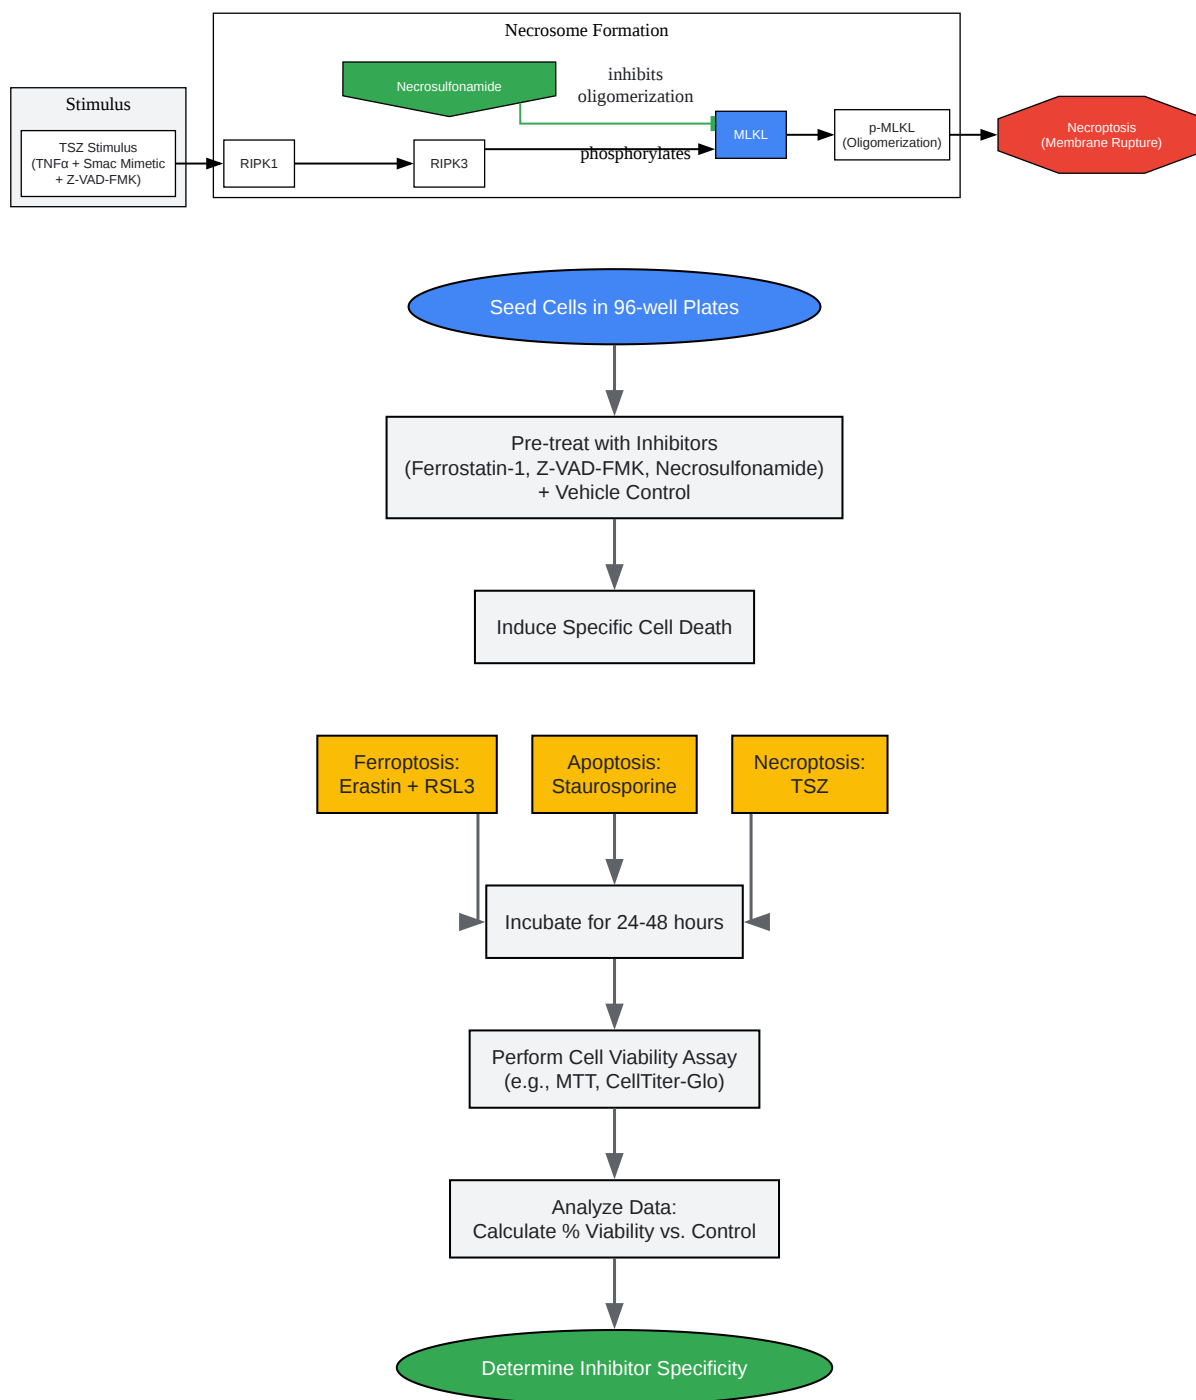 Necrosome Formation
Necrosulfonamide
inhibits
oligomerization
Stimulus
TSZ Stimulus
(TNFα + Smac Mimetic
+ Z-VAD-FMK)
RIPK1
RIPK3
phosphorylates
MLKL
p-MLKL
(Oligomerization)
Necroptosis
(Membrane Rupture)
Seed Cells in 96-well Plates
Pre-treat with Inhibitors
(Ferrostatin-1, Z-VAD-FMK, Necrosulfonamide)
+ Vehicle Control
Induce Specific Cell Death
Ferroptosis:
Erastin + RSL3
Apoptosis:
Staurosporine
Necroptosis:
TSZ
Incubate for 24-48 hours
Perform Cell Viability Assay
(e.g., MTT, CellTiter-Glo)
Analyze Data:
Calculate % Viability vs. Control
Determine Inhibitor Specificity